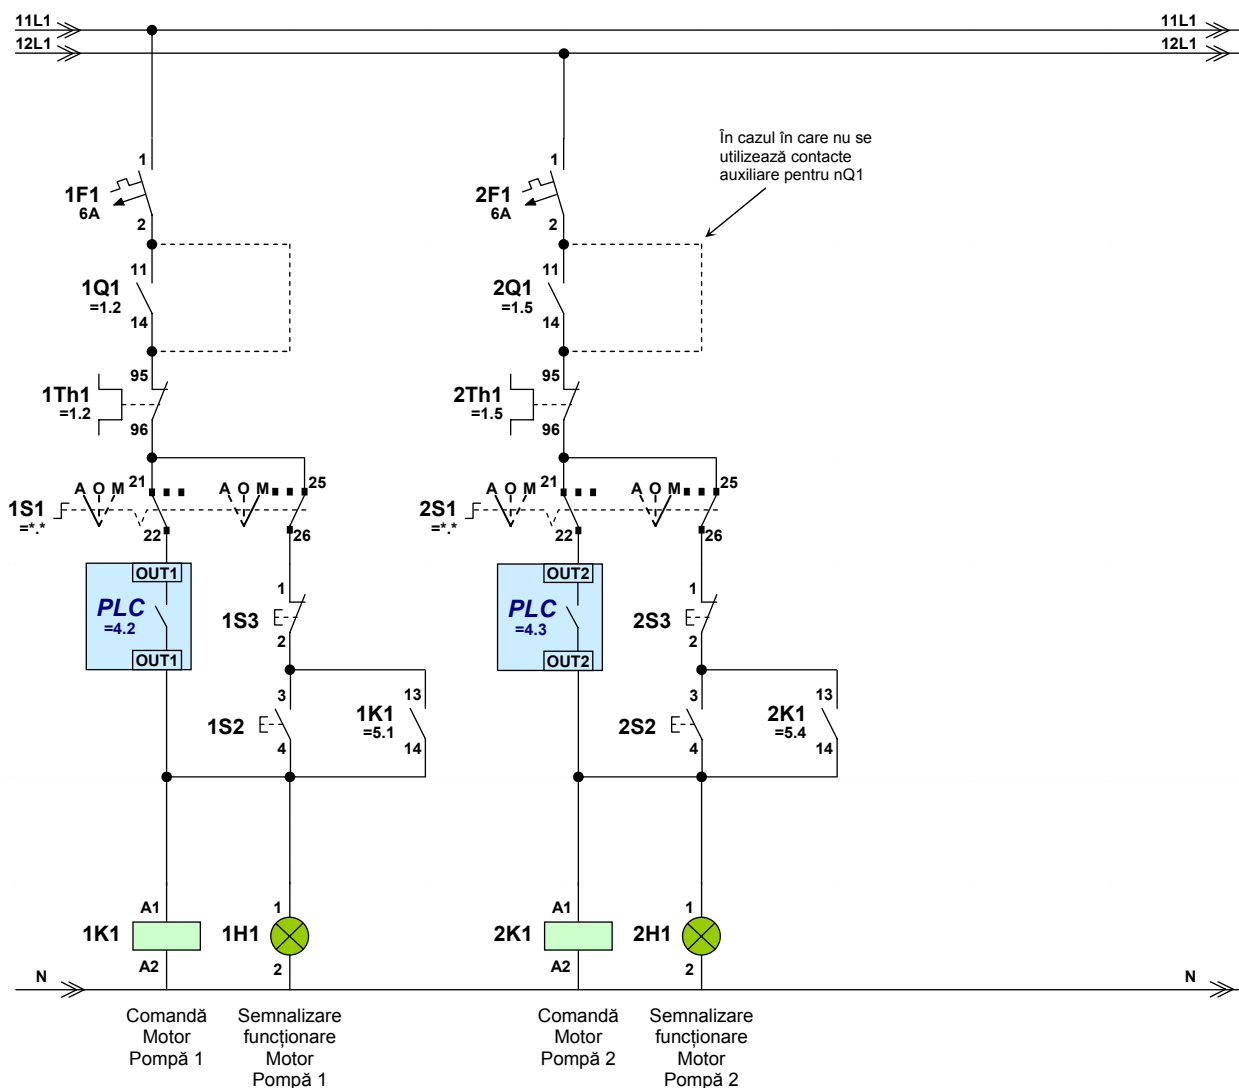 11L1
11L1
12L1
12L1
În cazul în care nu se
utilizează contacte
auxiliare pentru nQ1
1
1F1
6A
2
1
2F1
6A
2
11
1Q1
=1.2
14
11
2Q1
=1.5
14
95
1Th1
=1.2
96
95
2Th1
=1.5
96
A O M
21
A O M
25
1S1
=*.*
22
26
A O M
21
A O M
25
2S1
=*.*
22
26
OUT1
PLC
=4.2
OUT1
1
1S3
2
OUT2
PLC
=4.3
OUT2
1
2S3
2
3
1S2
4
13
1K1
=5.1
14
3
2S2
4
13
2K1
=5.4
14
A1
1K1
A2
1
1H1
2
A1
2K1
A2
1
2H1
2
N
N
Comandă
Motor
Pompă 1
Semnalizare
funcționare
Motor
Pompă 1
Comandă
Motor
Pompă 2
Semnalizare
funcționare
Motor
Pompă 2